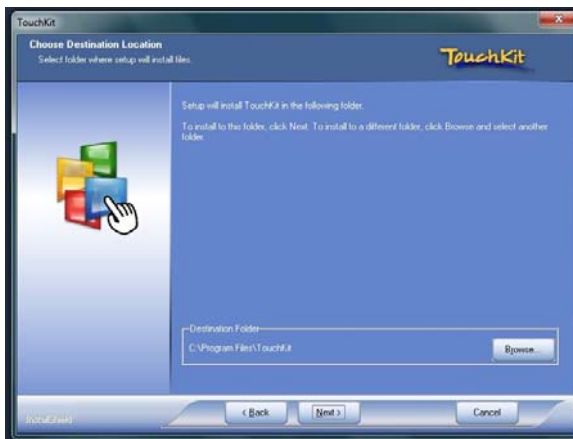 TouchKit
Choose Destination Location
Select folder where setup will install files.
TouchKit
Setup will install TouchKit in the following folder.
To install to this folder, click Next. To install to a different folder, click Browse and select another
folder.
Destination Folder
C:\Program Files\TouchKit
Browse...
InstallShield
< Back
Next >
Cancel